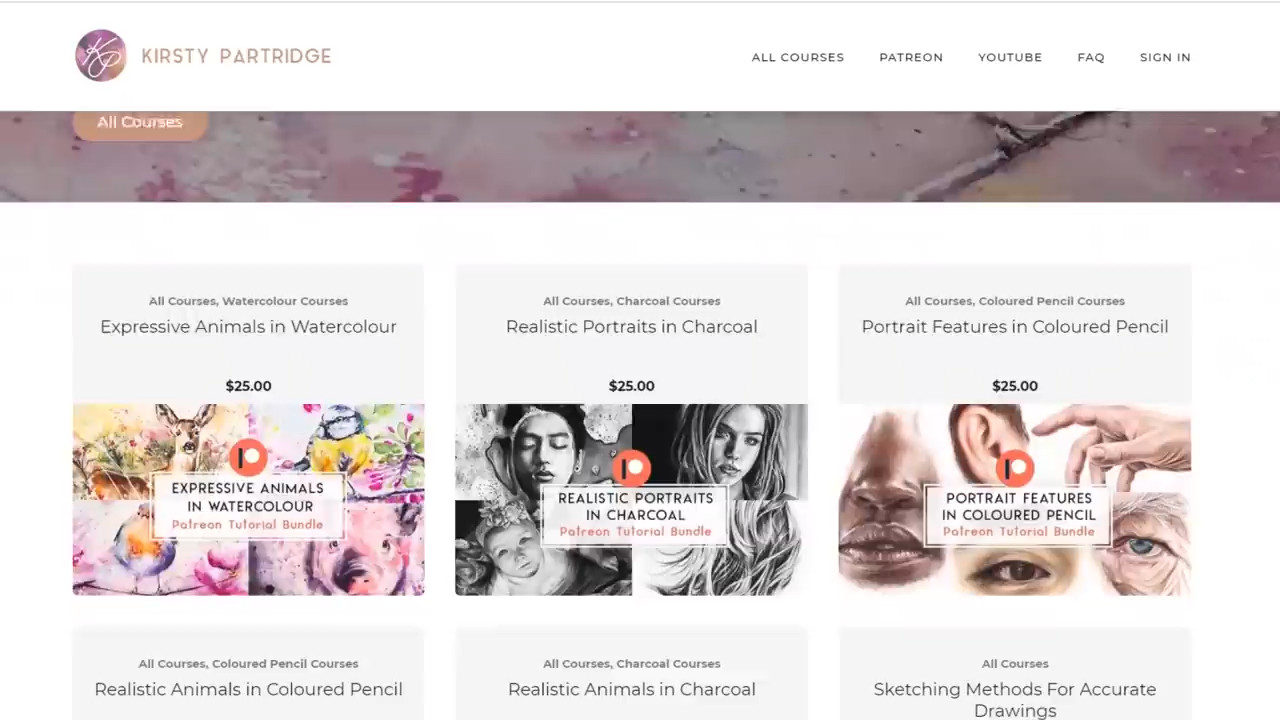 KP
KIRSTY PARTRIDGE
ALL COURSES
PATREON
YOUTUBE
FAQ
SIGN IN
All Courses
All Courses, Watercolour Courses
Expressive Animals in Watercolour
$25.00
EXPRESSIVE ANIMALS
IN WATERCOLOUR
Patreon Tutorial Bundle
All Courses, Charcoal Courses
Realistic Portraits in Charcoal
$25.00
REALISTIC PORTRAITS
IN CHARCOAL
Patreon Tutorial Bundle
All Courses, Coloured Pencil Courses
Portrait Features in Coloured Pencil
$25.00
PORTRAIT FEATURES
IN COLOURED PENCIL
Patreon Tutorial Bundle
All Courses, Coloured Pencil Courses
Realistic Animals in Coloured Pencil
All Courses, Charcoal Courses
Realistic Animals in Charcoal
All Courses
Sketching Methods For Accurate
Drawings